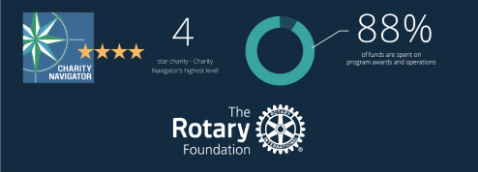 CHARITY
NAVIGATOR
4
star charity - Charity
Navigator's highest level
88%
of funds are spent on
program awards and operations
The
Rotary
Foundation